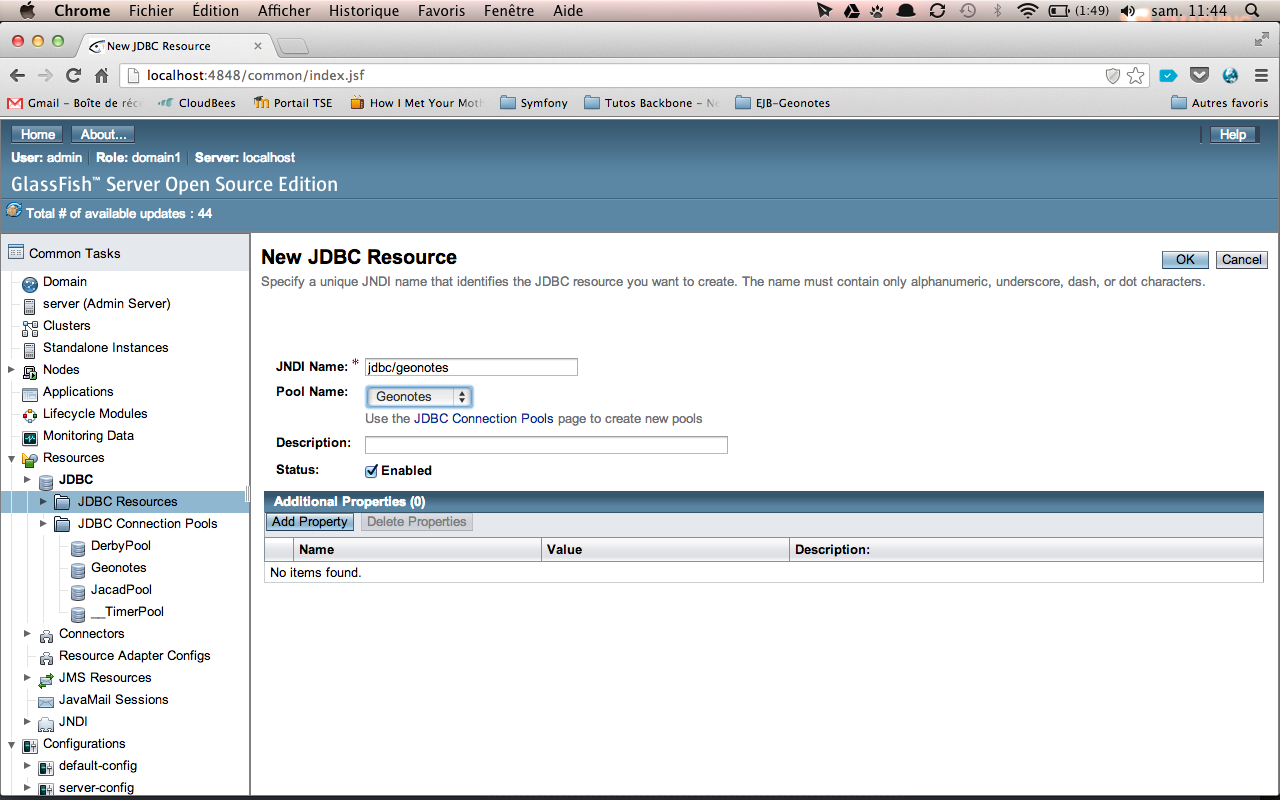 Chrome Fichier Édition Afficher Historique Favoris Fenêtre Aide (1:49) sam. 11:44
New JDBC Resource
localhost:4848/common/index.jsf
Gmail – Boîte de réc CloudBees Portail TSE How I Met Your Moth Symfony Tutos Backbone – N EJB-Geonotes Autres favoris
Home About... Help
User: admin Role: domain1 Server: localhost
GlassFish™ Server Open Source Edition
Total # of available updates : 44
Common Tasks
Domain
server (Admin Server)
Clusters
Standalone Instances
Nodes
Applications
Lifecycle Modules
Monitoring Data
Resources
JDBC
JDBC Resources
JDBC Connection Pools
DerbyPool
Geonotes
JacadPool
__TimerPool
Connectors
Resource Adapter Configs
JMS Resources
JavaMail Sessions
JNDI
Configurations
default-config
server-config
New JDBC Resource
OK Cancel
Specify a unique JNDI name that identifies the JDBC resource you want to create. The name must contain only alphanumeric, underscore, dash, or dot characters.
JNDI Name: * jdbc/geonotes
Pool Name: Geonotes
Use the JDBC Connection Pools page to create new pools
Description:
Status: Enabled
Additional Properties (0)
Add Property Delete Properties
Name Value Description:
No items found.